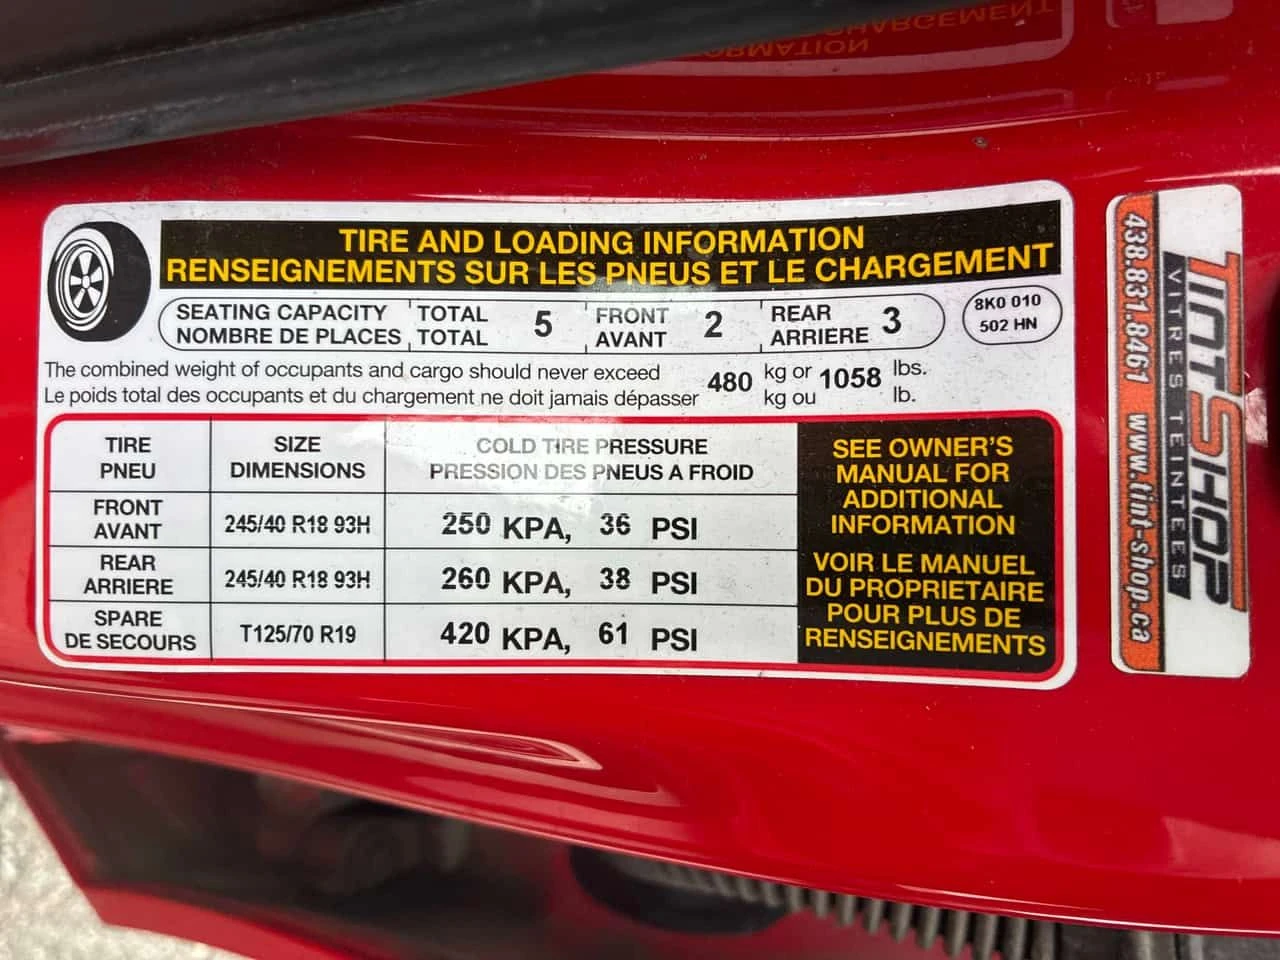 TIRE AND LOADING INFORMATION
RENSEIGNEMENTS SUR LES PNEUS ET LE CHARGEMENT
SEATING CAPACITY TOTAL 5 FRONT 2 REAR 3
NOMBRE DE PLACES TOTAL AVANT ARRIÈRE
8K0 010
502 HN
The combined weight of occupants and cargo should never exceed 480 kg or 1058 lbs.
Le poids total des occupants et du chargement ne doit jamais dépasser kg ou lb.
TIRE SIZE COLD TIRE PRESSURE
PNEU DIMENSIONS PRESSION DES PNEUS A FROID
FRONT
AVANT 245/40 R18 93H 250 KPA, 36 PSI
REAR
ARRIERE 245/40 R18 93H 260 KPA, 38 PSI
SPARE
DE SECOURS T125/70 R19 420 KPA, 61 PSI
SEE OWNER'S
MANUAL FOR
ADDITIONAL
INFORMATION
VOIR LE MANUEL
DU PROPRIETAIRE
POUR PLUS DE
RENSEIGNEMENTS
TINTSHOP
VITRES TEINTEES
438.831.8461 www.tint-shop.ca
CHARGEMENT